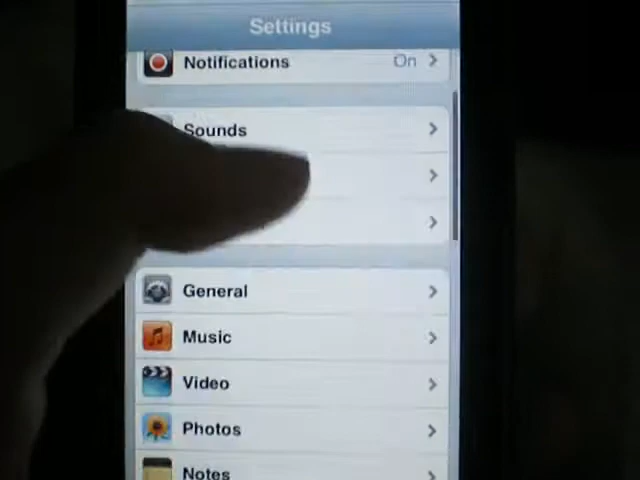 Settings
Notifications On
Sounds
General
Music
Video
Photos
Notes